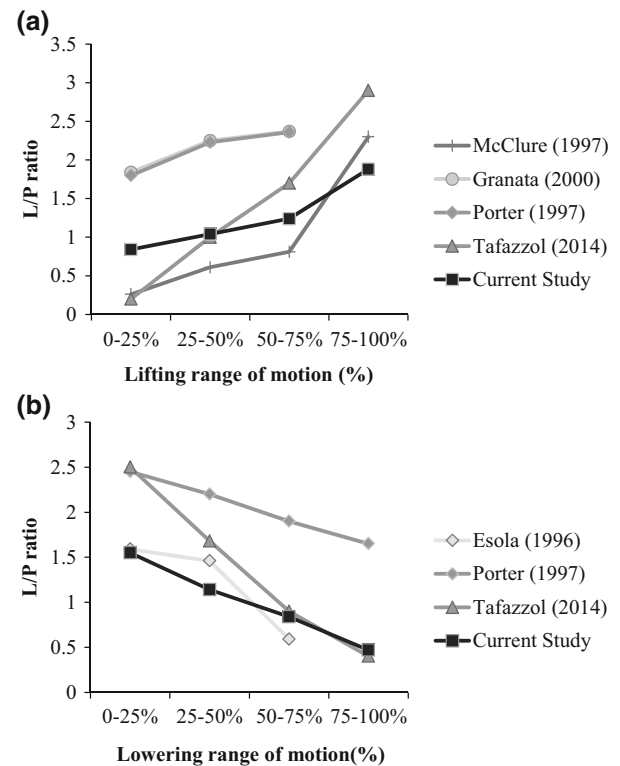 (a)
3.5
3
2.5
2
1.5
1
0.5
0
L/P ratio
0-25% 25-50% 50-75% 75-100%
Lifting range of motion (%)
McClure (1997)
Granata (2000)
Porter (1997)
Tafazzol (2014)
Current Study
(b)
3
2.5
2
1.5
1
0.5
0
L/P ratio
0-25% 25-50% 50-75% 75-100%
Lowering range of motion(%)
Esola (1996)
Porter (1997)
Tafazzol (2014)
Current Study